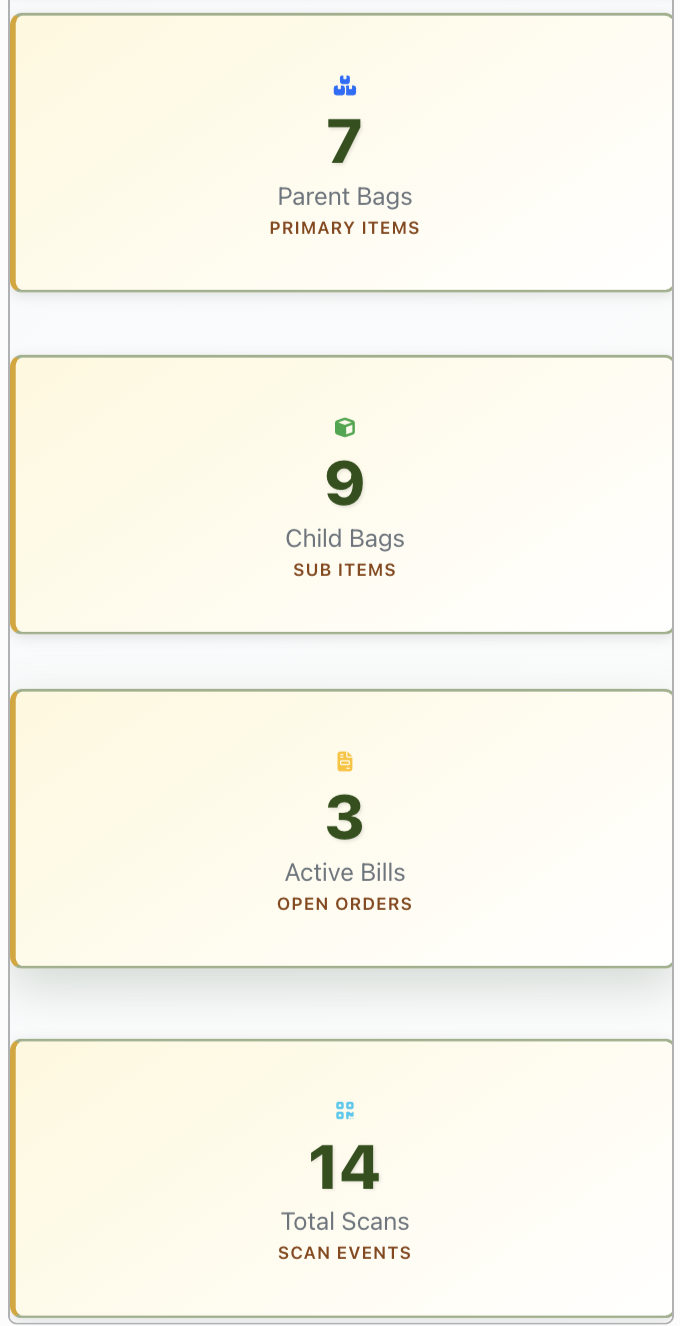 7
Parent Bags
PRIMARY ITEMS
9
Child Bags
SUB ITEMS
3
Active Bills
OPEN ORDERS
14
Total Scans
SCAN EVENTS